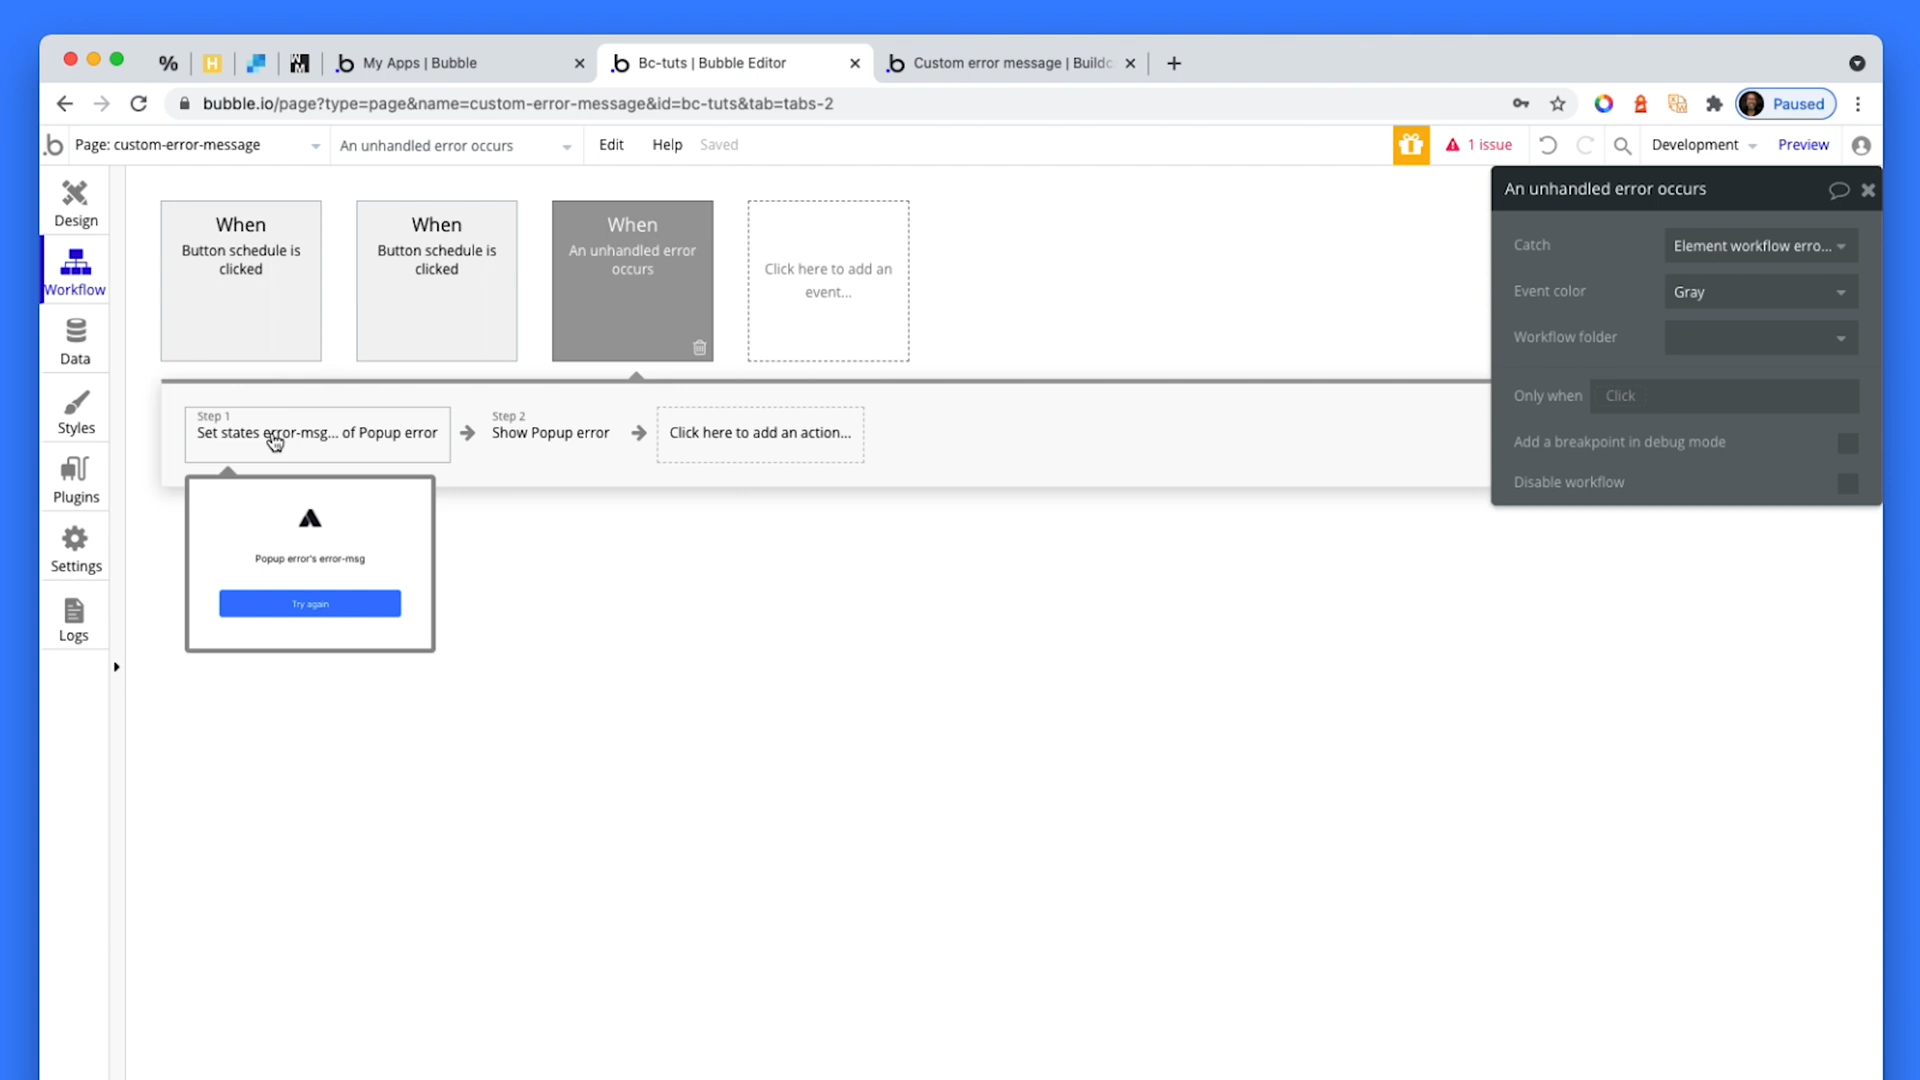 My Apps | Bubble
Bc-tuts | Bubble Editor
Custom error message | Buildc
bubble.io/page?type=page&name=custom-error-message&id=bc-tuts&tab=tabs-2
Paused
Page: custom-error-message
An unhandled error occurs
Edit
Help
Saved
1 issue
Development
Preview
Design
Workflow
Data
Styles
Plugins
Settings
Logs
When
Button schedule is
clicked
When
Button schedule is
clicked
When
An unhandled error
occurs
Click here to add an
event...
Step 1
Set states error-msg... of Popup error
Step 2
Show Popup error
Click here to add an action...
Popup error's error-msg
Try again
An unhandled error occurs
Catch
Element workflow erro...
Event color
Gray
Workflow folder
Only when
Click
Add a breakpoint in debug mode
Disable workflow